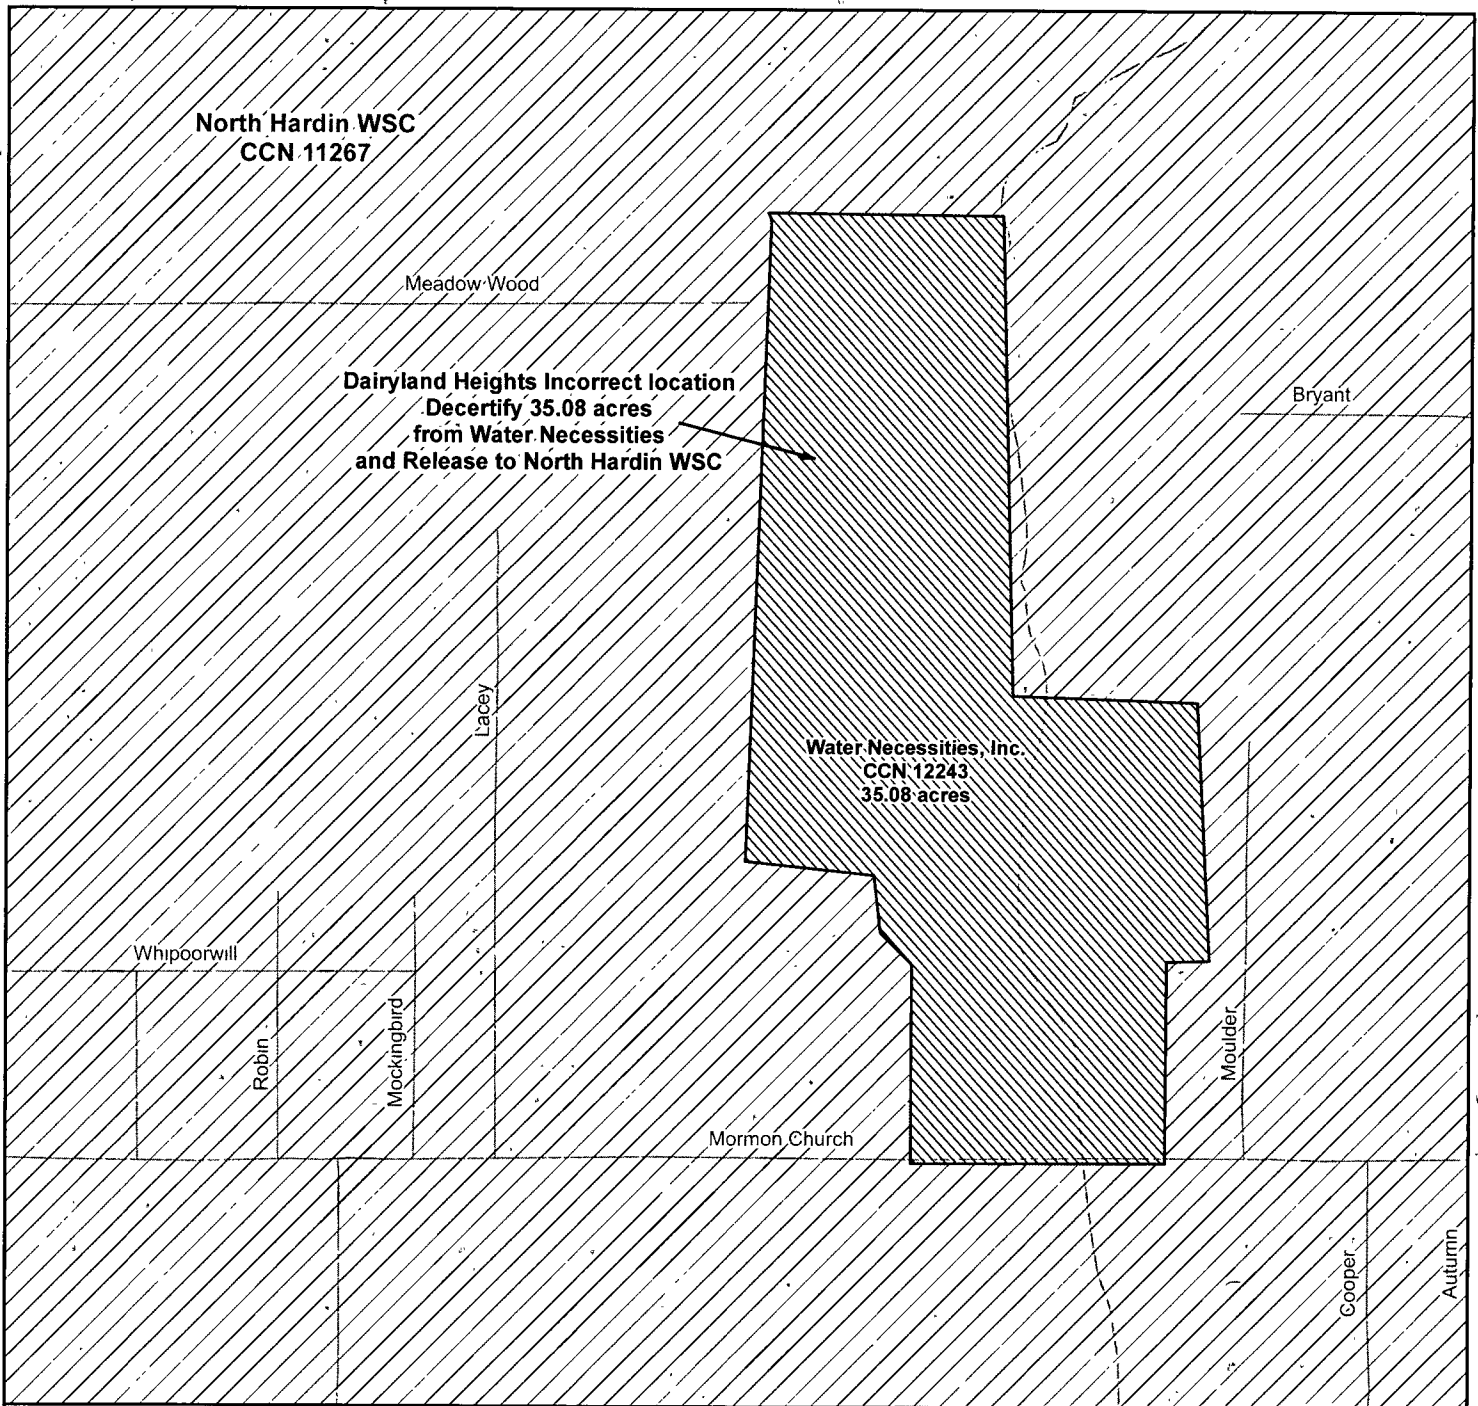 North Hardin WSC
CCN 11267
Meadow Wood
Dairyland Heights Incorrect location
Decertify 35.08 acres
from Water Necessities
and Release to North Hardin WSC
Bryant
Lacey
Water Necessities, Inc.
CCN 12243
35.08 acres
Whipoorwill
Robin
Mockingbird
Moulder
Mormon Church
Cooper
Autumn